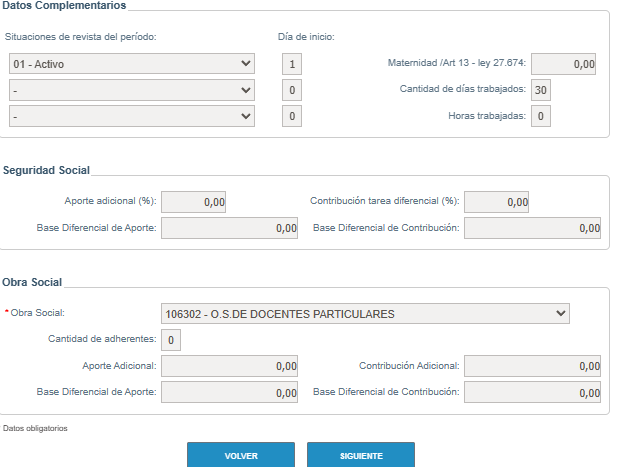 Datos Complementarios
Situaciones de revista del período: Día de inicio:
01 - Activo 1 Maternidad /Art 13 - ley 27.674: 0,00
- 0 Cantidad de días trabajados: 30
- 0 Horas trabajadas: 0
Seguridad Social
Aporte adicional (%): 0,00 Contribución tarea diferencial (%): 0,00
Base Diferencial de Aporte: 0,00 Base Diferencial de Contribución: 0,00
Obra Social
* Obra Social: 106302 - O.S.DE DOCENTES PARTICULARES
Cantidad de adherentes: 0
Aporte Adicional: 0,00 Contribución Adicional: 0,00
Base Diferencial de Aporte: 0,00 Base Diferencial de Contribución: 0,00
Datos obligatorios
VOLVER SIGUIENTE